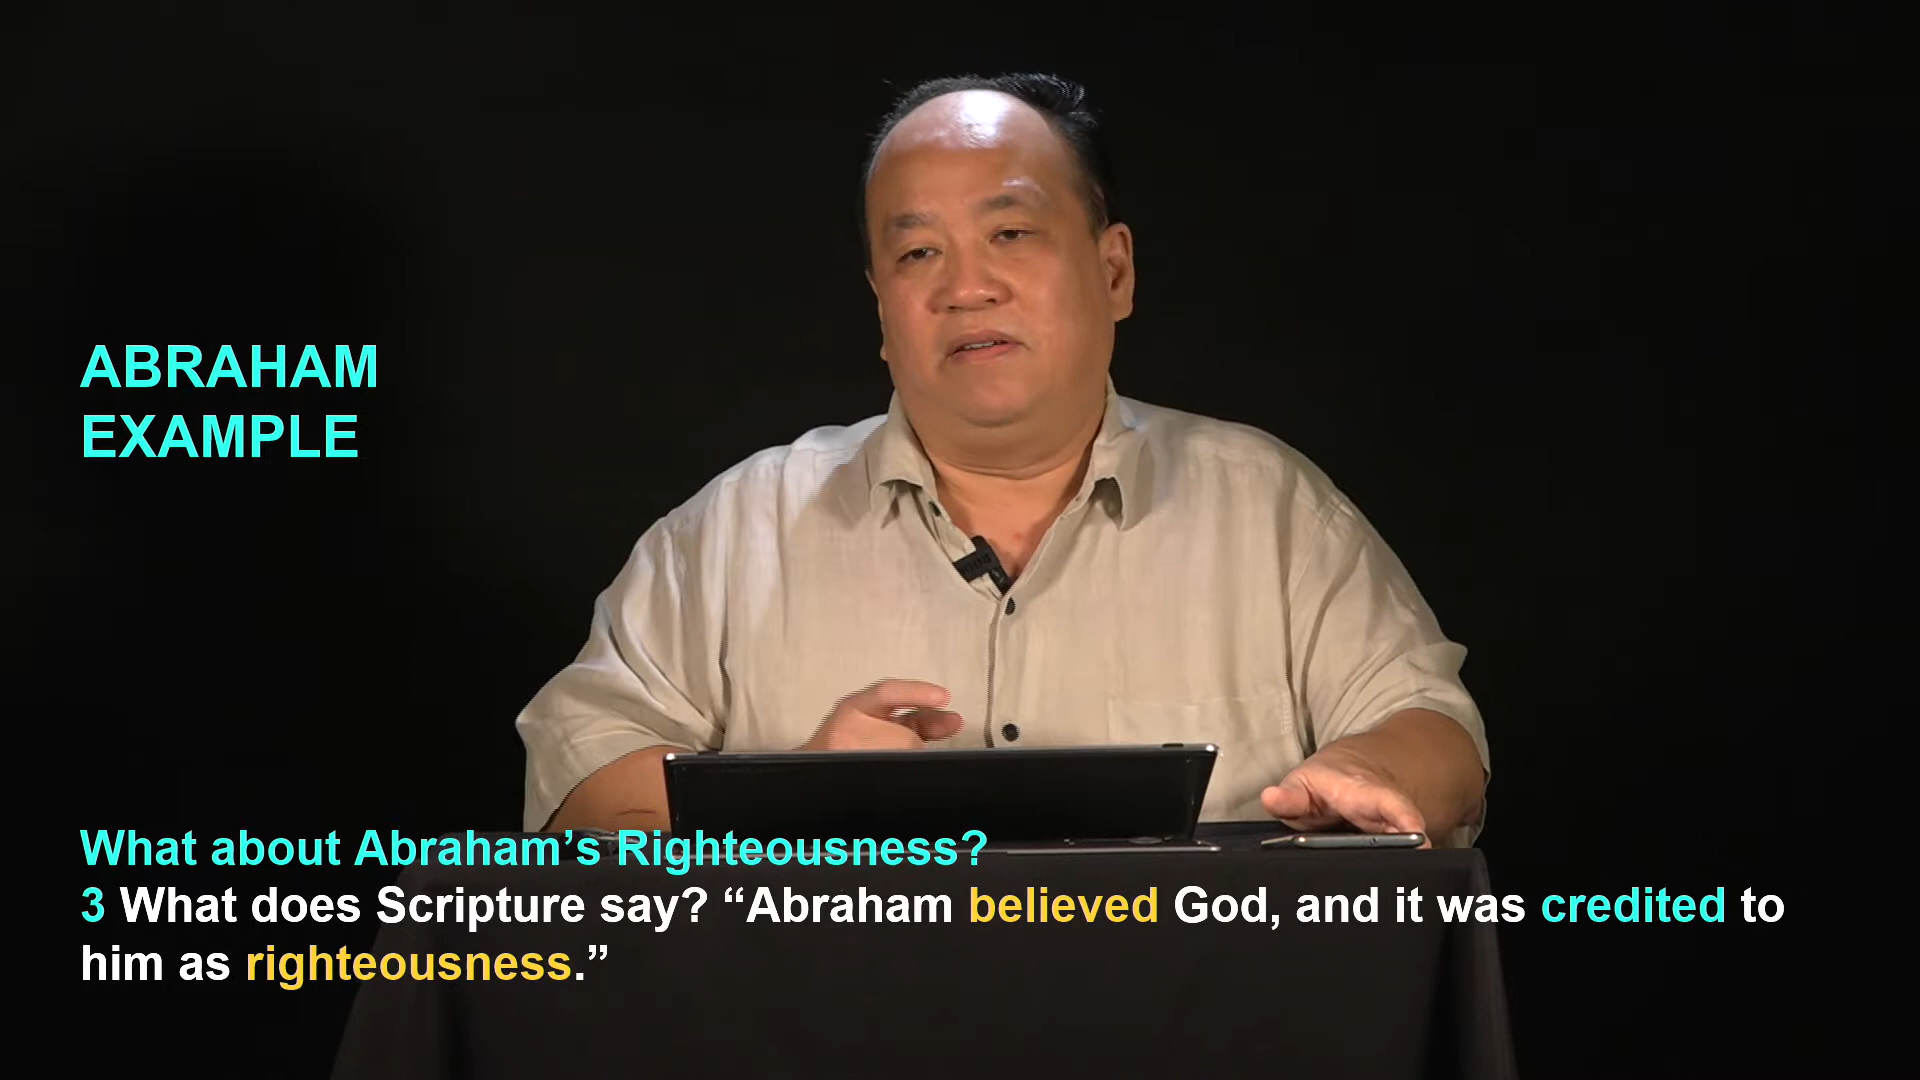 ABRAHAM
EXAMPLE
What about Abraham’s Righteousness?
3 What does Scripture say? “Abraham believed God, and it was credited to
him as righteousness.”